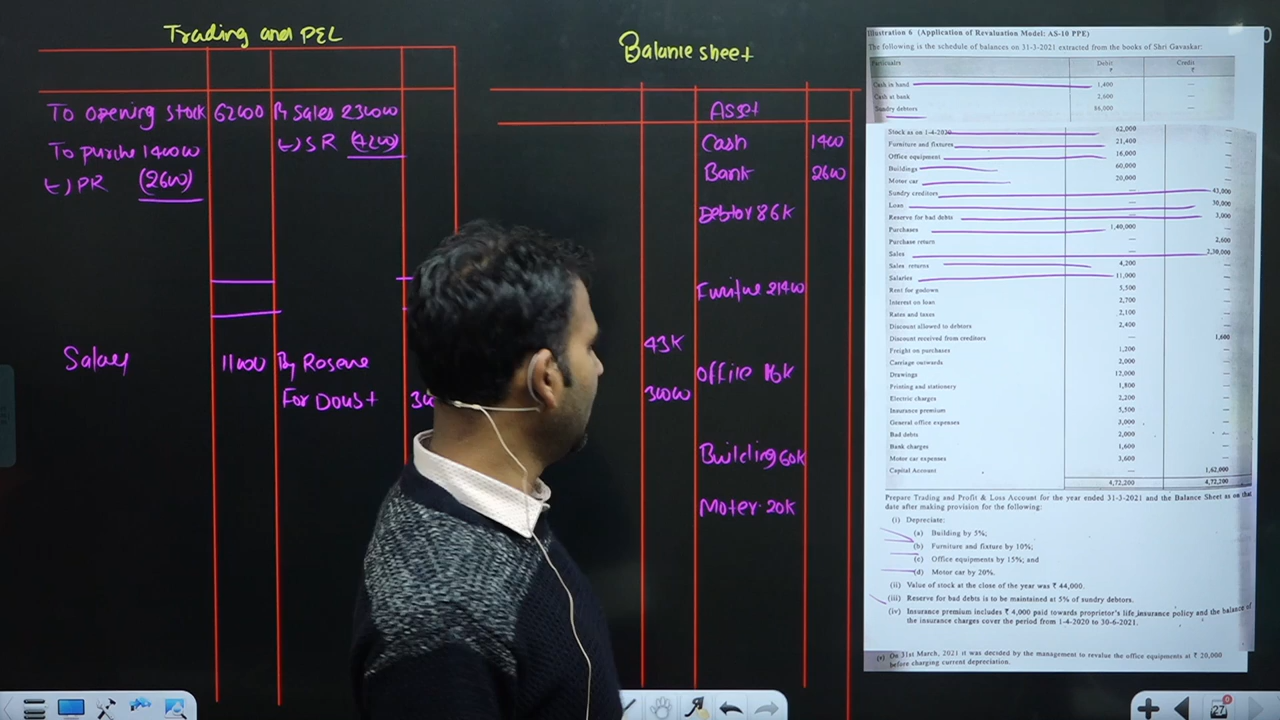 Trading and P&L
To opening stock 62000 By Sales 230000
To purche 140000 (-) SR (4200)
(-) PR (2600)
Salary 11000 By Reserve
For Doubt
Balance sheet
Asset
Cash 1400
Bank 2600
Debtor 86k
Furniture 21400
43k
Office 16k
30000
Building 60k
Moter 20k
Illustration 6 (Application of Revaluation Model: AS-10 PPE)
The following is the schedule of balances on 31-3-2021 extracted from the books of Shri Gavaskar:
Particulars Debit Credit
₹ ₹
Cash in hand 1,400 —
Cash at bank 2,600 —
Sundry debtors 86,000 —
Stock as on 1-4-2020 62,000 —
Furniture and fixtures 21,400 —
Office equipment 16,000 —
Buildings 60,000 —
Motor car 20,000 —
Sundry creditors — 43,000
Loan — 30,000
Reserve for bad debts — 3,000
Purchases 1,40,000 —
Purchase return — 2,600
Sales — 2,30,000
Sales returns 4,200 —
Salaries 11,000 —
Rent for godown 5,500 —
Interest on loan 2,700 —
Rates and taxes 2,100 —
Discount allowed to debtors 2,400 —
Discount received from creditors — 1,600
Freight on purchases 1,200 —
Carriage outwards 2,000 —
Drawings 12,000 —
Printing and stationery 1,800 —
Electric charges 2,200 —
Insurance premium 5,500 —
General office expenses 3,000 —
Bad debts 2,000 —
Bank charges 1,600 —
Motor car expenses 3,600 —
Capital Account — 1,62,000
4,72,200 4,72,200
Prepare Trading and Profit & Loss Account for the year ended 31-3-2021 and the Balance Sheet as on that
date after making provision for the following:
(i) Depreciate:
(a) Building by 5%;
(b) Furniture and fixture by 10%;
(c) Office equipments by 15%; and
(d) Motor car by 20%.
(ii) Value of stock at the close of the year was ₹ 44,000.
(iii) Reserve for bad debts is to be maintained at 5% of sundry debtors.
(iv) Insurance premium includes ₹ 4,000 paid towards proprietor's life insurance policy and the balance of
the insurance charges cover the period from 1-4-2020 to 30-6-2021.
(v) On 31st March, 2021 it was decided by the management to revalue the office equipments at ₹ 20,000
before charging current depreciation.
27